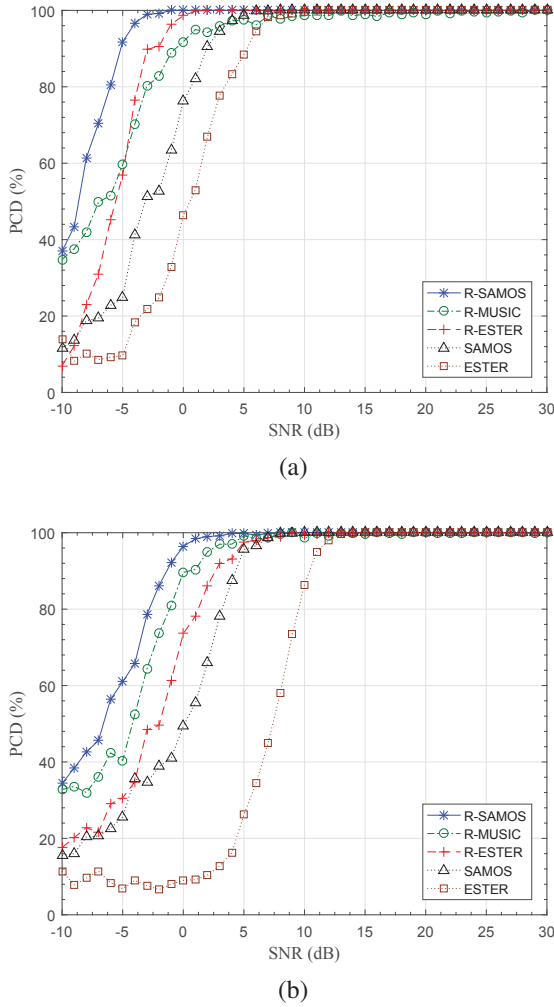 100
80
60
40
20
0
PCD (%)
R-SAMOS
R-MUSIC
R-ESTER
SAMOS
ESTER
-10 -5 0 5 10 15 20 25 30
SNR (dB)
(a)
100
80
60
40
20
0
PCD (%)
R-SAMOS
R-MUSIC
R-ESTER
SAMOS
ESTER
-10 -5 0 5 10 15 20 25 30
SNR (dB)
(b)